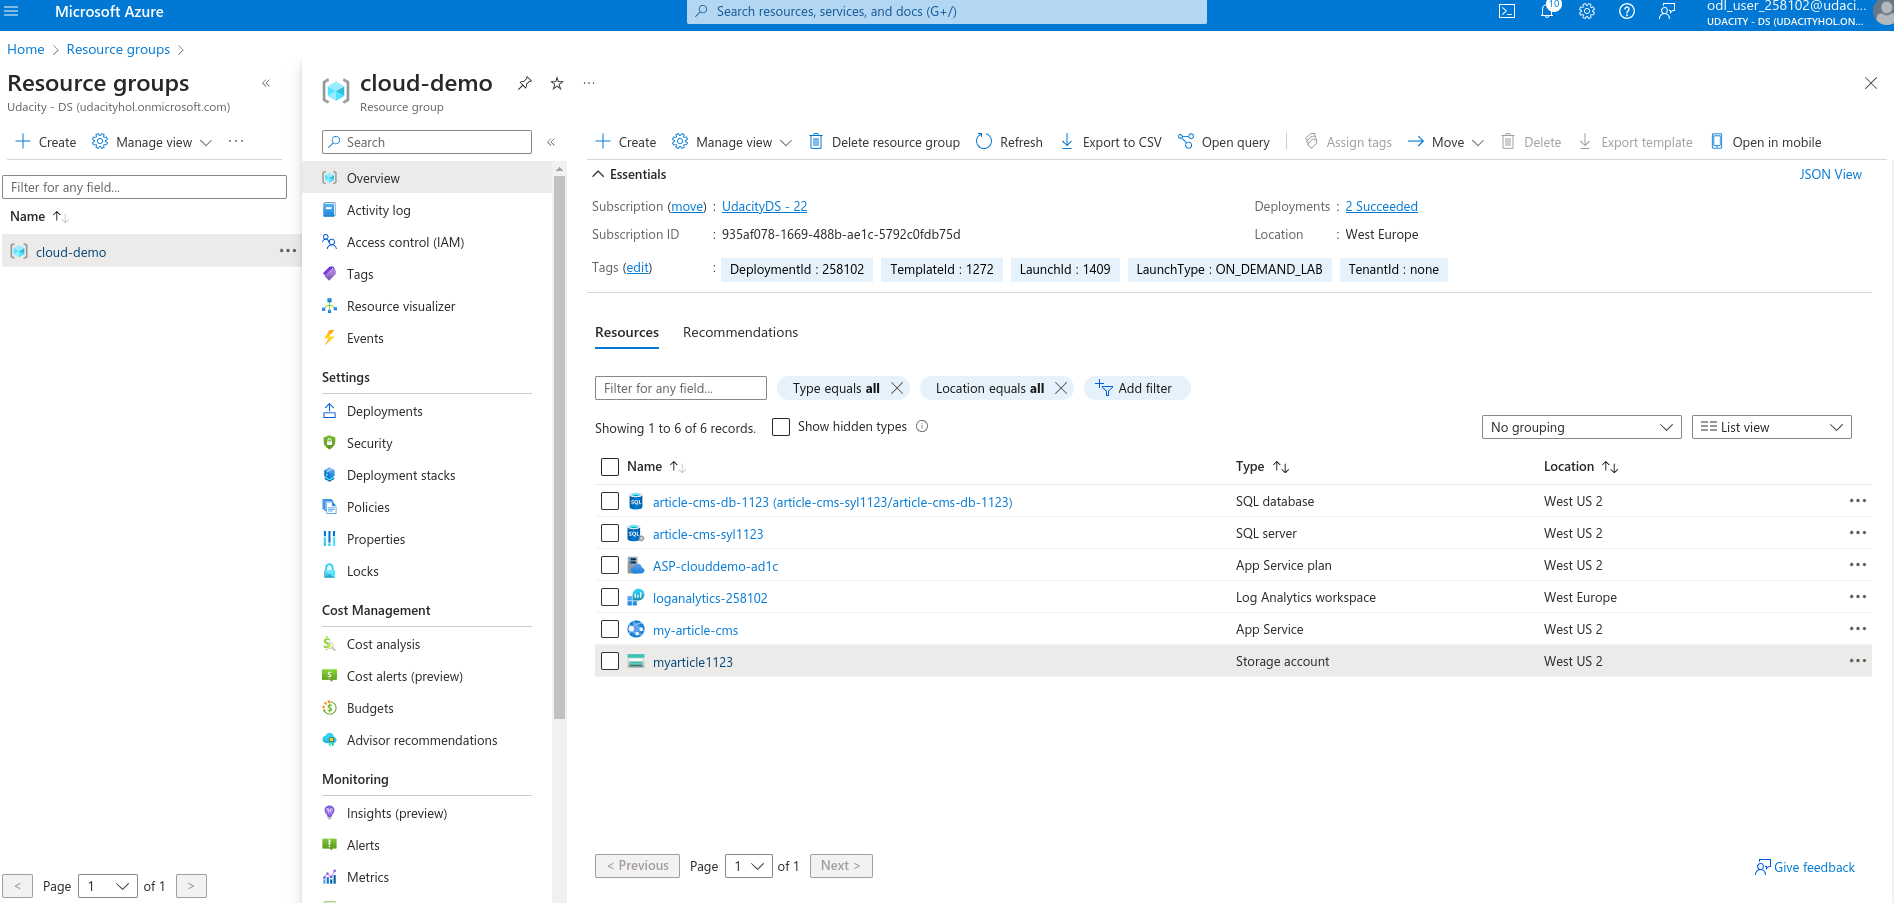 Microsoft Azure
Search resources, services, and docs (G+/)
10
odl_user_258102@udaci...
UDACITY - DS (UDACITYHOL.ON...
Home > Resource groups >
Resource groups
Udacity - DS (udacityhol.onmicrosoft.com)
Create
Manage view
Filter for any field...
Name
cloud-demo
< Page 1 of 1 >
cloud-demo
Resource group
Search
Overview
Activity log
Access control (IAM)
Tags
Resource visualizer
Events
Settings
Deployments
Security
Deployment stacks
Policies
Properties
Locks
Cost Management
Cost analysis
Cost alerts (preview)
Budgets
Advisor recommendations
Monitoring
Insights (preview)
Alerts
Metrics
Create Manage view Delete resource group Refresh Export to CSV Open query Assign tags Move Delete Export template Open in mobile
Essentials
JSON View
Subscription (move) : UdacityDS - 22
Deployments : 2 Succeeded
Subscription ID : 935af078-1669-488b-ae1c-5792c0fdb75d
Location : West Europe
Tags (edit) : DeploymentId : 258102 TemplateId : 1272 LaunchId : 1409 LaunchType : ON_DEMAND_LAB TenantId : none
Resources Recommendations
Filter for any field... Type equals all Location equals all Add filter
Showing 1 to 6 of 6 records. Show hidden types No grouping List view
Name Type Location
article-cms-db-1123 (article-cms-syl1123/article-cms-db-1123) SQL database West US 2
article-cms-syl1123 SQL server West US 2
ASP-clouddemo-ad1c App Service plan West US 2
loganalytics-258102 Log Analytics workspace West Europe
my-article-cms App Service West US 2
myarticle1123 Storage account West US 2
< Previous Page 1 of 1 Next >
Give feedback